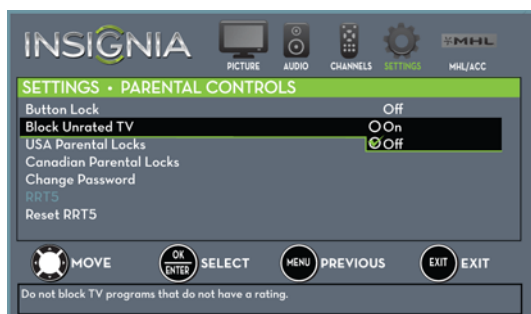 INSIGNIA
PICTURE AUDIO CHANNELS SETTINGS MHL MHL/ACC
SETTINGS • PARENTAL CONTROLS
Button Lock Off
Block Unrated TV On
USA Parental Locks Off
Canadian Parental Locks
Change Password
RRT5
Reset RRT5
MOVE OK ENTER SELECT MENU PREVIOUS EXIT EXIT
Do not block TV programs that do not have a rating.